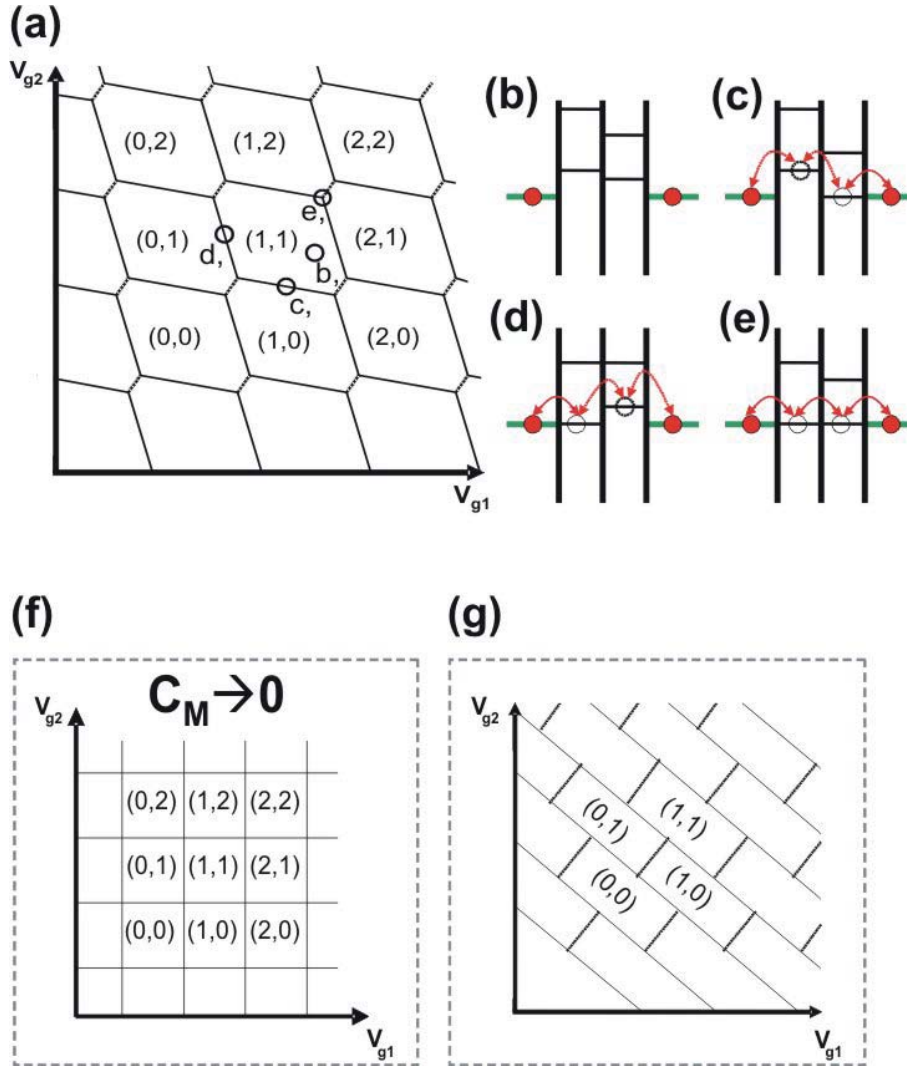 (a)
Vg2
(0,2) (1,2) (2,2)
e,
(0,1) (1,1) (2,1)
d, b,
c,
(0,0) (1,0) (2,0)
Vg1
(b) (c)
(d) (e)
(f)
CM→0
Vg2
(0,2) (1,2) (2,2)
(0,1) (1,1) (2,1)
(0,0) (1,0) (2,0)
Vg1
(g)
Vg2
(0,1) (1,1)
(0,0) (1,0)
Vg1